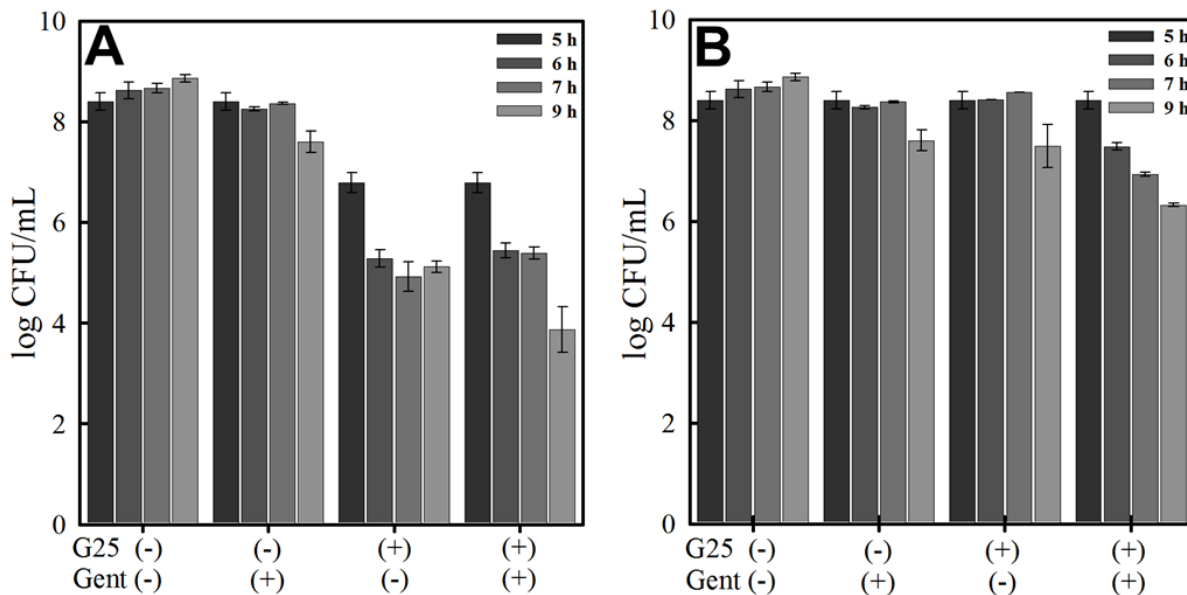 A
10
8
6
4
2
0
log CFU/mL
5 h
6 h
7 h
9 h
G25 (-) (-) (+) (+)
Gent (-) (+) (-) (+)
B
10
8
6
4
2
0
log CFU/mL
5 h
6 h
7 h
9 h
G25 (-) (-) (+) (+)
Gent (-) (+) (-) (+)